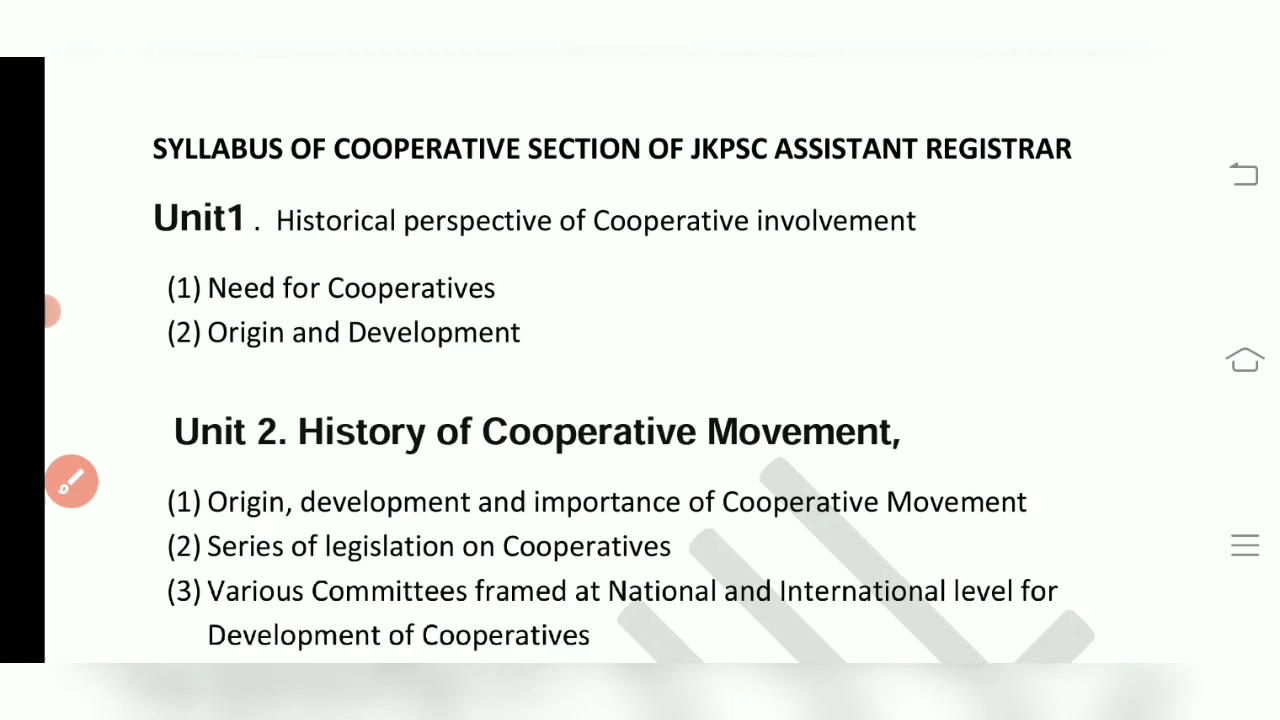 SYLLABUS OF COOPERATIVE SECTION OF JKPSC ASSISTANT REGISTRAR
Unit1 . Historical perspective of Cooperative involvement
(1) Need for Cooperatives
(2) Origin and Development
Unit 2. History of Cooperative Movement,
(1) Origin, development and importance of Cooperative Movement
(2) Series of legislation on Cooperatives
(3) Various Committees framed at National and International level for
Development of Cooperatives